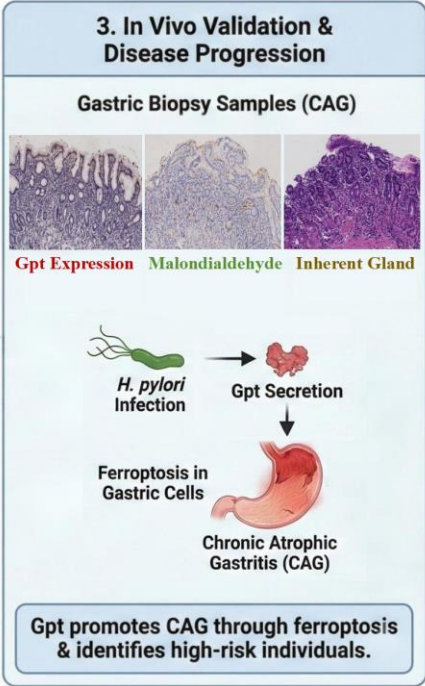 3. In Vivo Validation &
Disease Progression
Gastric Biopsy Samples (CAG)
Gpt Expression Malondialdehyde Inherent Gland
H. pylori
Infection
Gpt Secretion
Ferroptosis in
Gastric Cells
Chronic Atrophic
Gastritis (CAG)
Gpt promotes CAG through ferroptosis
& identifies high-risk individuals.